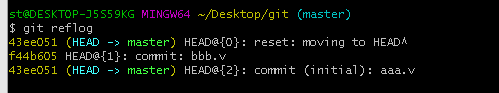 st@DESKTOP-J5S59KG MINGW64 ~/Desktop/git (master)
$ git reflog
43ee051 (HEAD -> master) HEAD@{0}: reset: moving to HEAD^
f44b605 HEAD@{1}: commit: bbb.v
43ee051 (HEAD -> master) HEAD@{2}: commit (initial): aaa.v